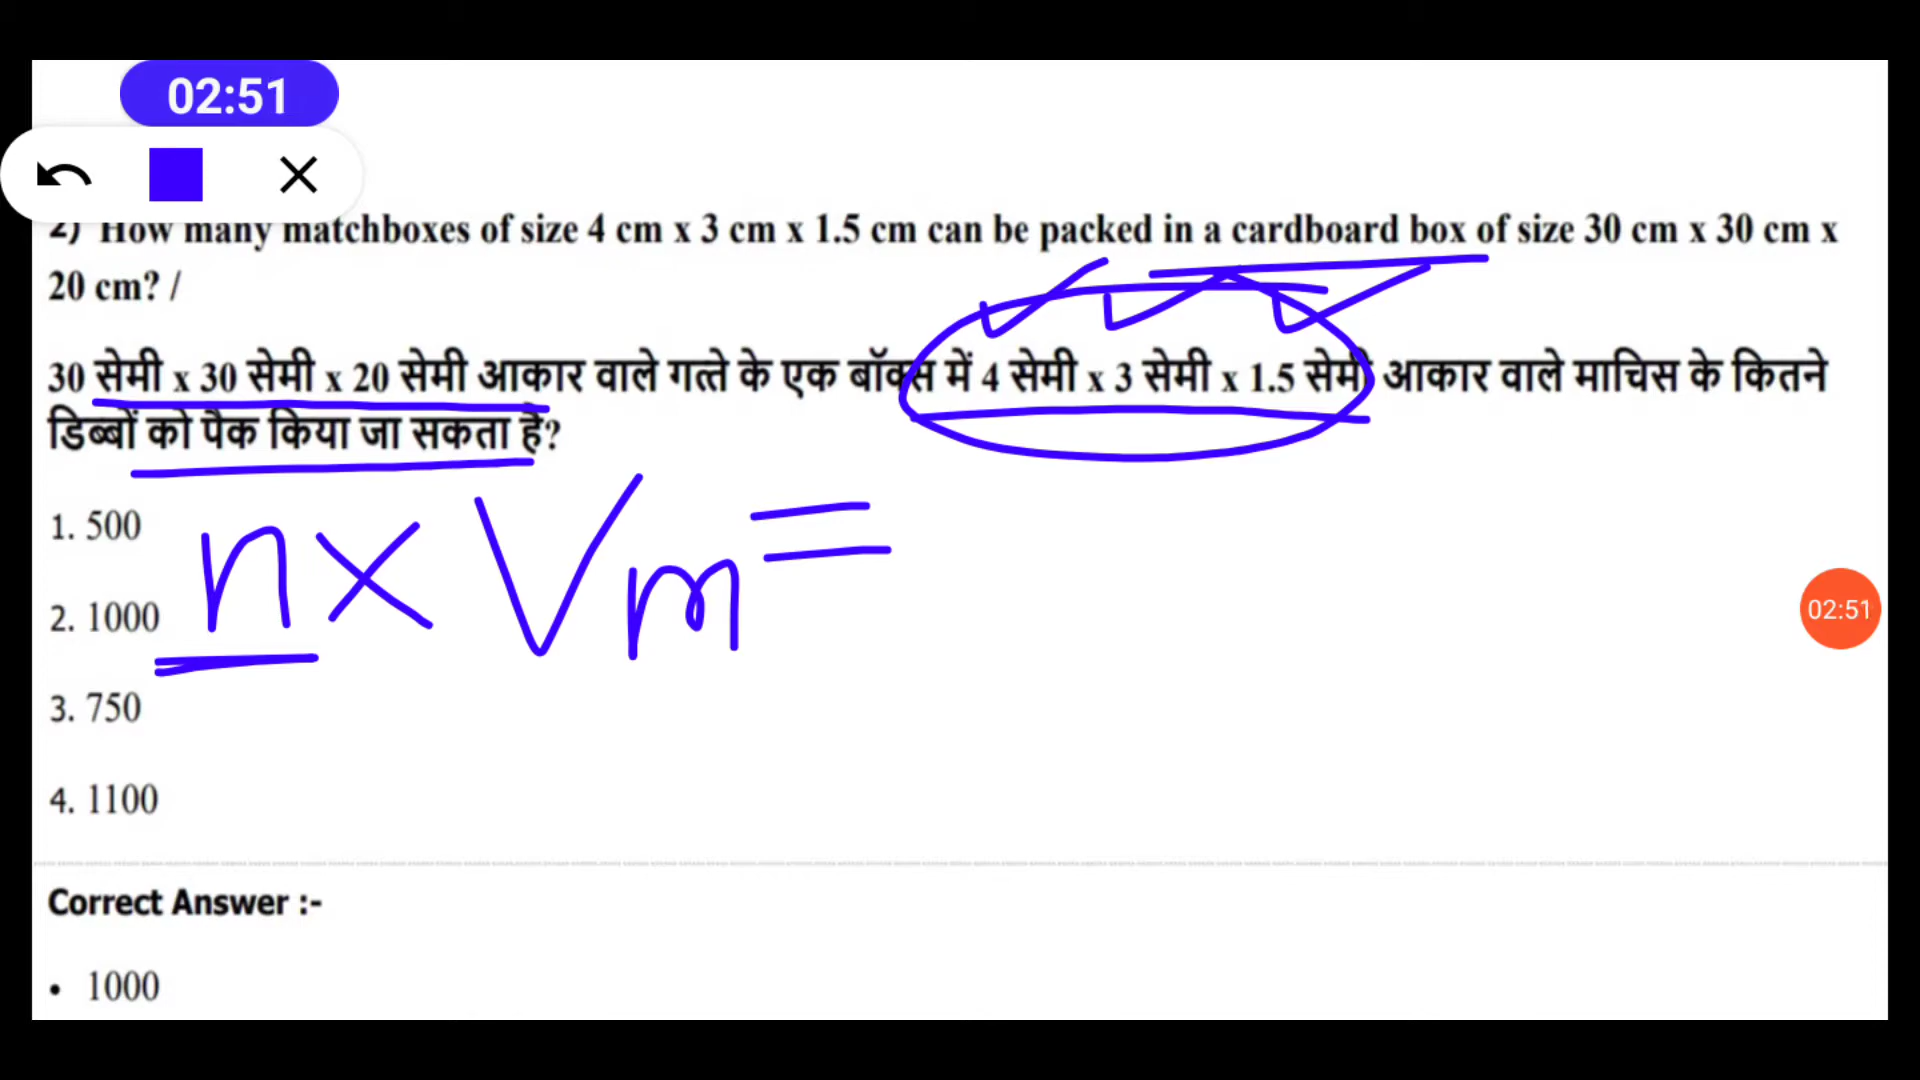 02:51
2) How many matchboxes of size 4 cm x 3 cm x 1.5 cm can be packed in a cardboard box of size 30 cm x 30 cm x
20 cm? /
30 सेमी x 30 सेमी x 20 सेमी आकार वाले गत्ते के एक बॉक्स में 4 सेमी x 3 सेमी x 1.5 सेमी आकार वाले माचिस के कितने
डिब्बों को पैक किया जा सकता है?
1. 500
n x Vm =
2. 1000
02:51
3. 750
4. 1100
Correct Answer :-
• 1000